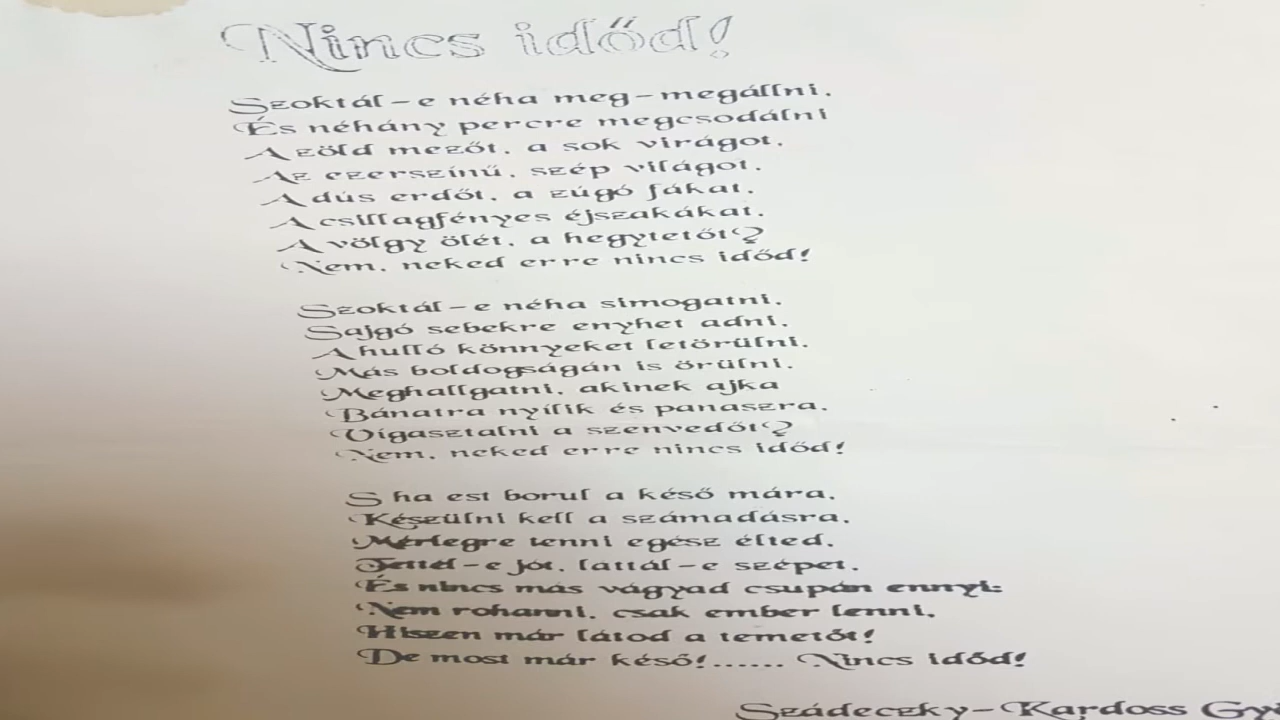 Nincs időd!
Szoktál-e néha meg-megállni,
És néhány percre megcsodálni
A zöld mezőt, a sok virágot,
Az ezerszínű, szép világot,
A dús erdőt, a zúgó fákat,
A csillagfényes éjszakákat,
A völgy ölét, a hegytetőt?
Nem, neked erre nincs időd!
Szoktál-e néha simogatni,
Sajgó sebekre enyhet adni,
A hulló könnyeket letörülni,
Más boldogságán is örülni,
Meghallgatni, akinek ajka
Bánatra nyílik és panaszra,
Vígasztalni a szenvedőt?
Nem, neked erre nincs időd!
S ha est borul a késő mára,
Készülni kell a számadásra,
Mérlegre tenni egész élted,
Tettél-e jót, láttál-e szépet,
És nincs más vágyad csupán ennyi:
Nem rohanni, csak ember lenni,
Hiszen már látod a temetőt!
De most már késő!...... Nincs időd!
Szádeczky-Kardoss